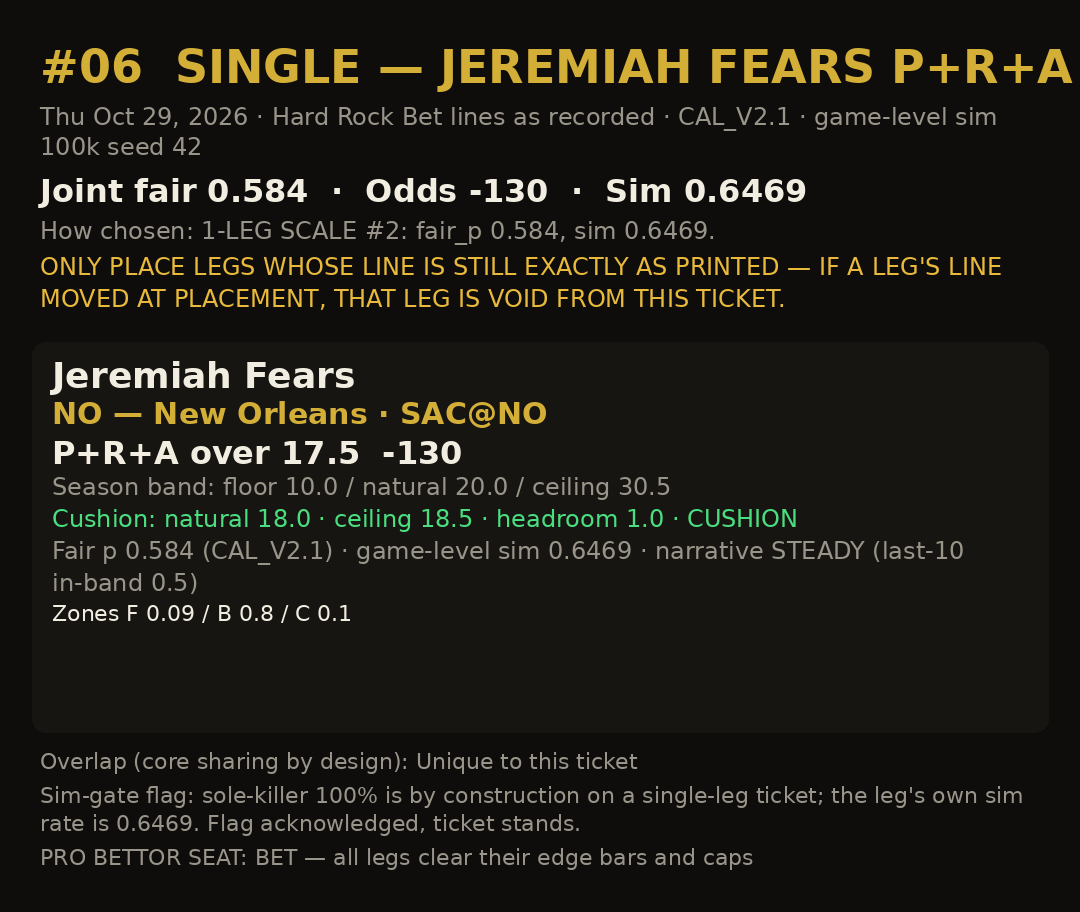 #06  SINGLE — JEREMIAH FEARS P+R+A
Thu Oct 29, 2026 · Hard Rock Bet lines as recorded · CAL_V2.1 · game-level sim
100k seed 42
Joint fair 0.584  ·  Odds -130  ·  Sim 0.6469
How chosen: 1-LEG SCALE #2: fair_p 0.584, sim 0.6469.
ONLY PLACE LEGS WHOSE LINE IS STILL EXACTLY AS PRINTED — IF A LEG'S LINE
MOVED AT PLACEMENT, THAT LEG IS VOID FROM THIS TICKET.
Jeremiah Fears
NO — New Orleans · SAC@NO
P+R+A over 17.5  -130
Season band: floor 10.0 / natural 20.0 / ceiling 30.5
Cushion: natural 18.0 · ceiling 18.5 · headroom 1.0 · CUSHION
Fair p 0.584 (CAL_V2.1) · game-level sim 0.6469 · narrative STEADY (last-10
in-band 0.5)
Zones F 0.09 / B 0.8 / C 0.1
Overlap (core sharing by design): Unique to this ticket
Sim-gate flag: sole-killer 100% is by construction on a single-leg ticket; the leg's own sim
rate is 0.6469. Flag acknowledged, ticket stands.
PRO BETTOR SEAT: BET — all legs clear their edge bars and caps